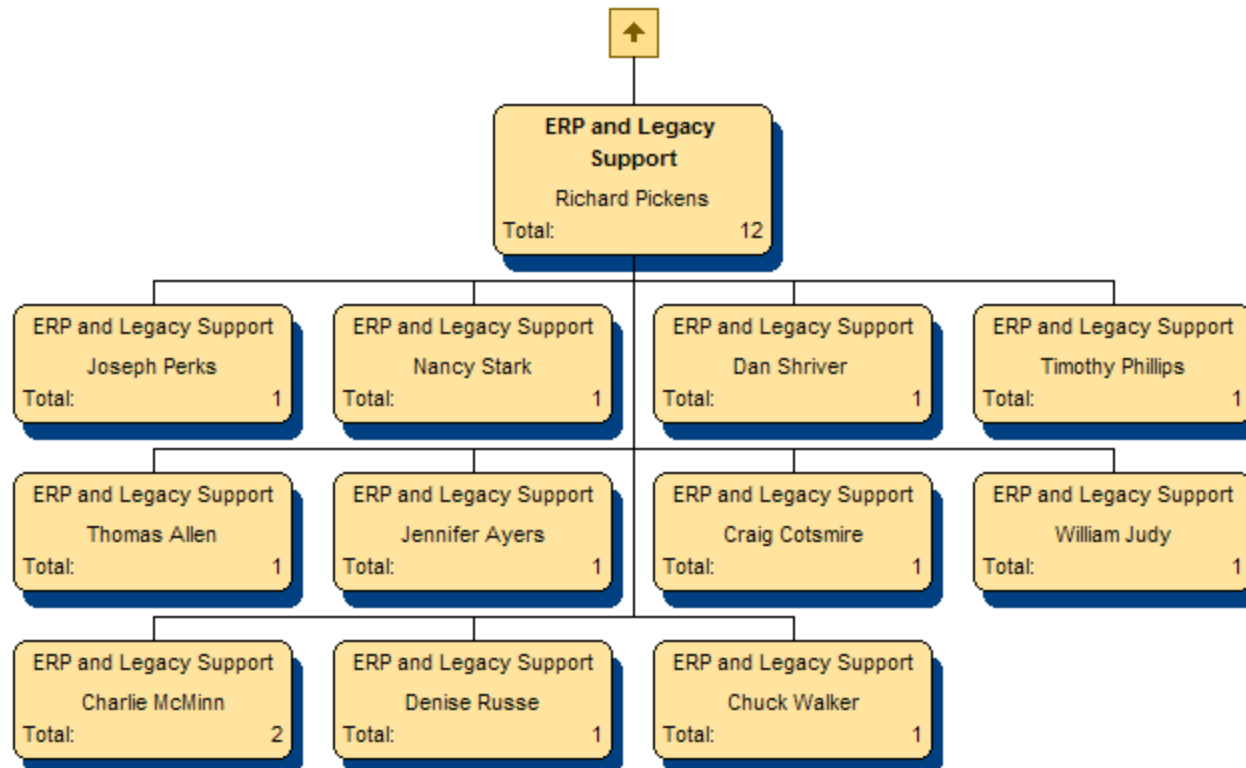 ERP and Legacy
Support
Richard Pickens
Total: 12
ERP and Legacy Support
Joseph Perks
Total: 1
ERP and Legacy Support
Nancy Stark
Total: 1
ERP and Legacy Support
Dan Shriver
Total: 1
ERP and Legacy Support
Timothy Phillips
Total: 1
ERP and Legacy Support
Thomas Allen
Total: 1
ERP and Legacy Support
Jennifer Ayers
Total: 1
ERP and Legacy Support
Craig Cotsmire
Total: 1
ERP and Legacy Support
William Judy
Total: 1
ERP and Legacy Support
Charlie McMinn
Total: 2
ERP and Legacy Support
Denise Russe
Total: 1
ERP and Legacy Support
Chuck Walker
Total: 1